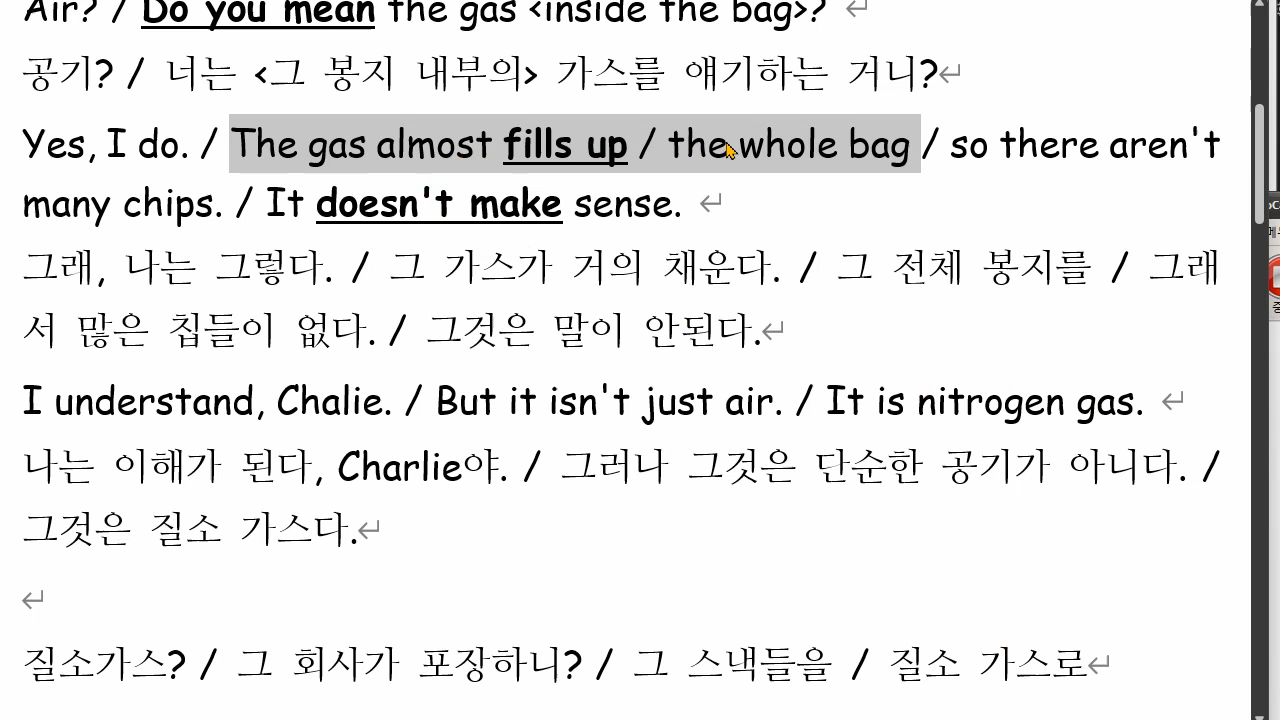 Air? / Do you mean the gas <inside the bag>? ↵
공기? / 너는 <그 봉지 내부의> 가스를 얘기하는 거니?↵
Yes, I do. / The gas almost fills up / the whole bag / so there aren't
many chips. / It doesn't make sense. ↵
그래, 나는 그렇다. / 그 가스가 거의 채운다. / 그 전체 봉지를 / 그래
서 많은 칩들이 없다. / 그것은 말이 안된다.↵
I understand, Chalie. / But it isn't just air. / It is nitrogen gas. ↵
나는 이해가 된다, Charlie야. / 그러나 그것은 단순한 공기가 아니다. /
그것은 질소 가스다.↵
↵
질소가스? / 그 회사가 포장하니? / 그 스낵들을 / 질소 가스로↵